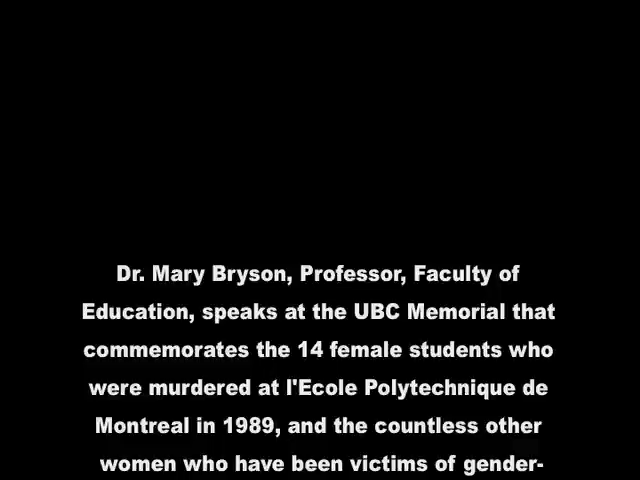 Dr. Mary Bryson, Professor, Faculty of
Education, speaks at the UBC Memorial that
commemorates the 14 female students who
were murdered at l'Ecole Polytechnique de
Montreal in 1989, and the countless other
women who have been victims of gender-